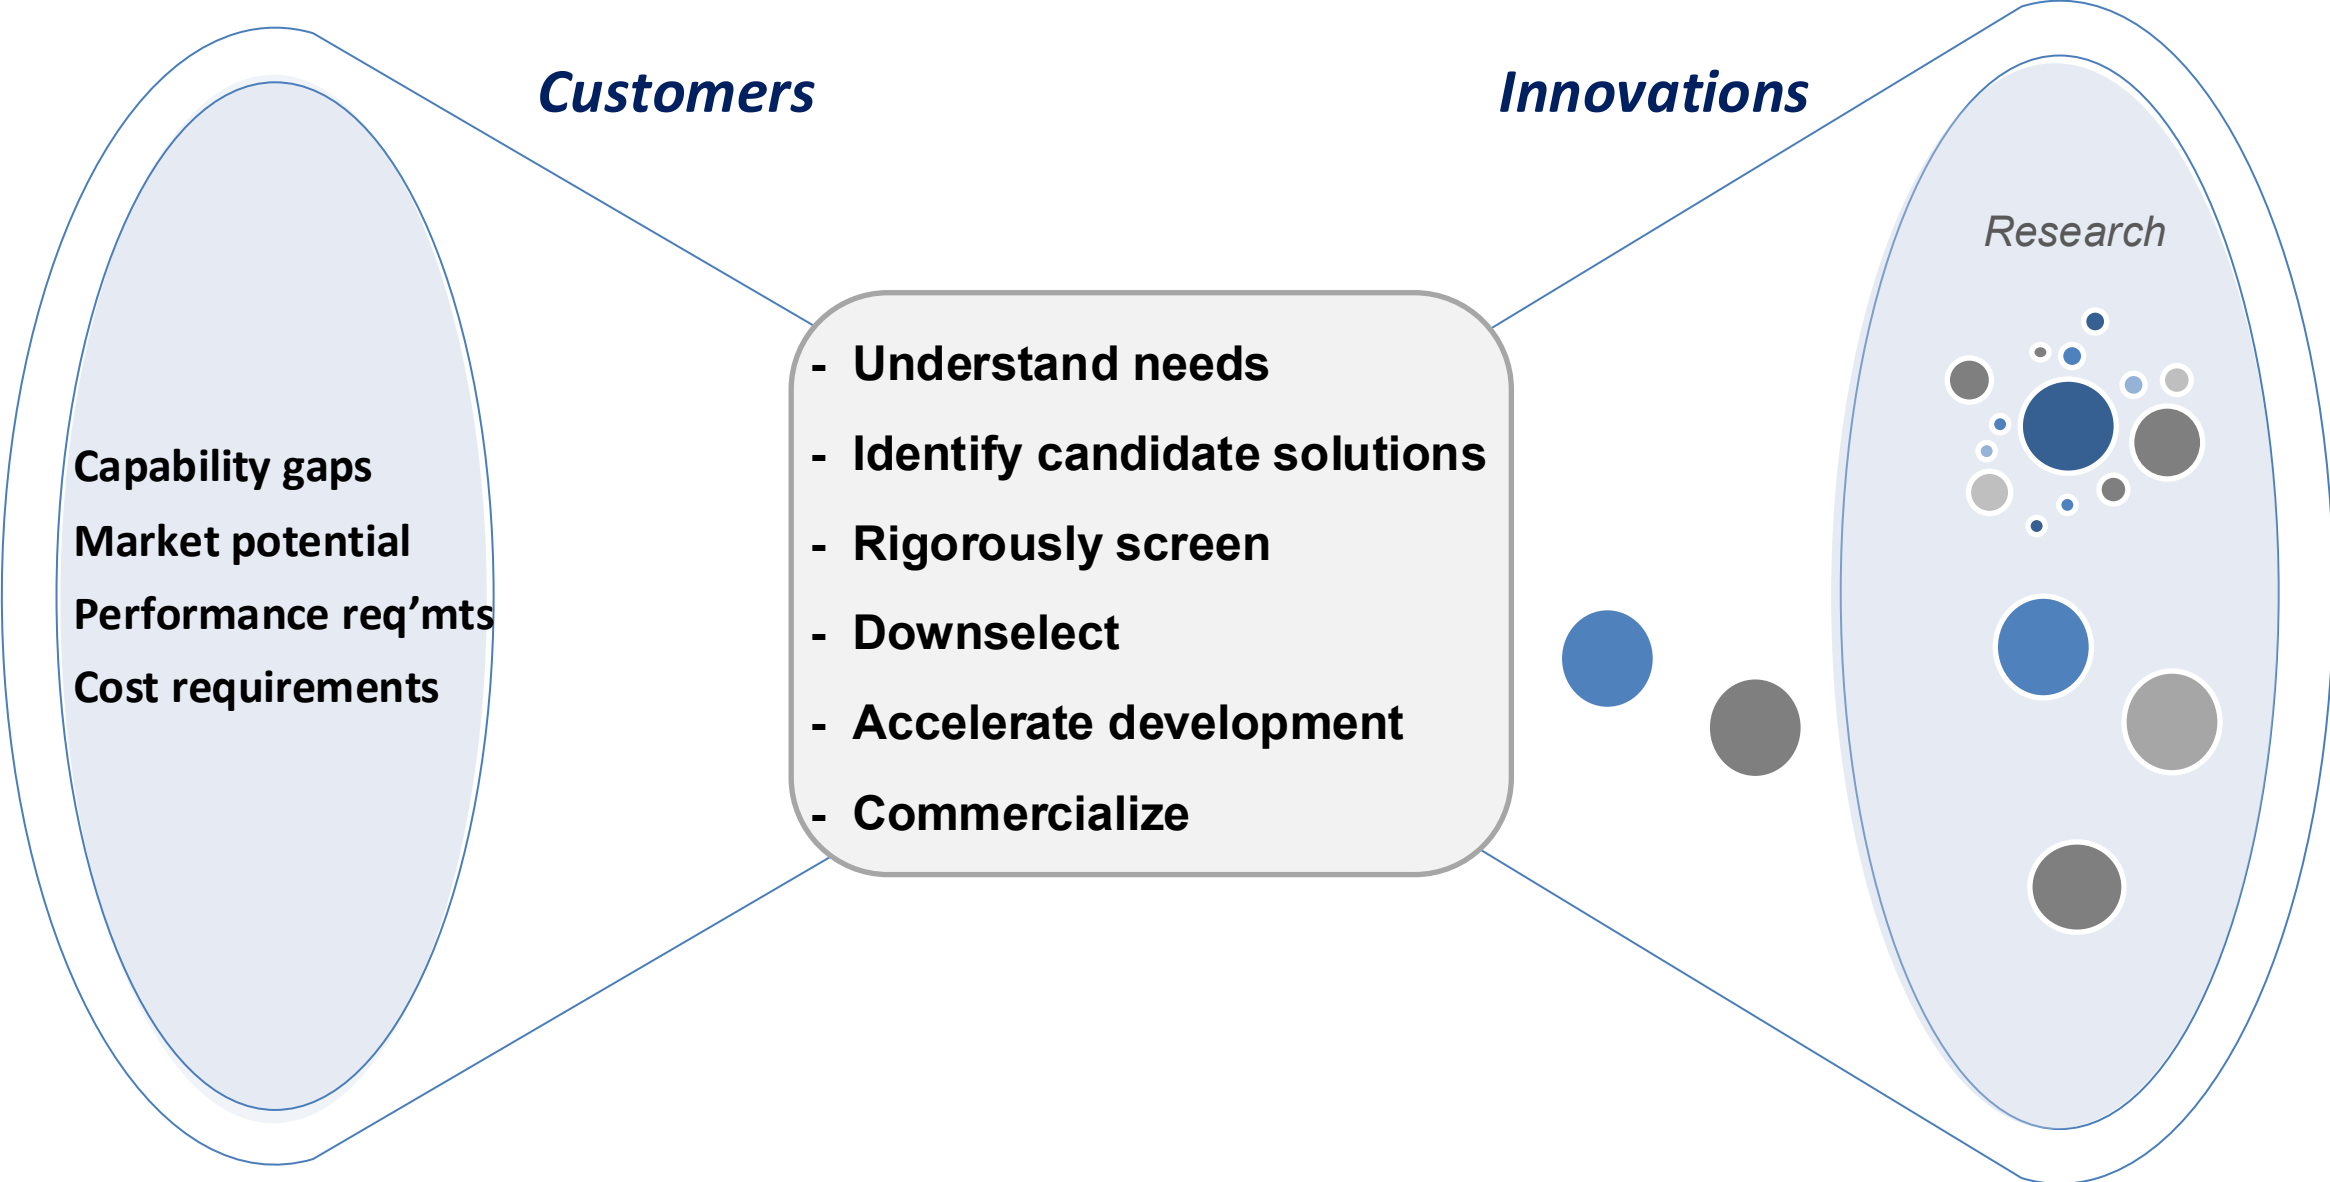 Customers
Innovations
Research
Capability gaps
Market potential
Performance req’mts
Cost requirements
- Understand needs
- Identify candidate solutions
- Rigorously screen
- Downselect
- Accelerate development
- Commercialize